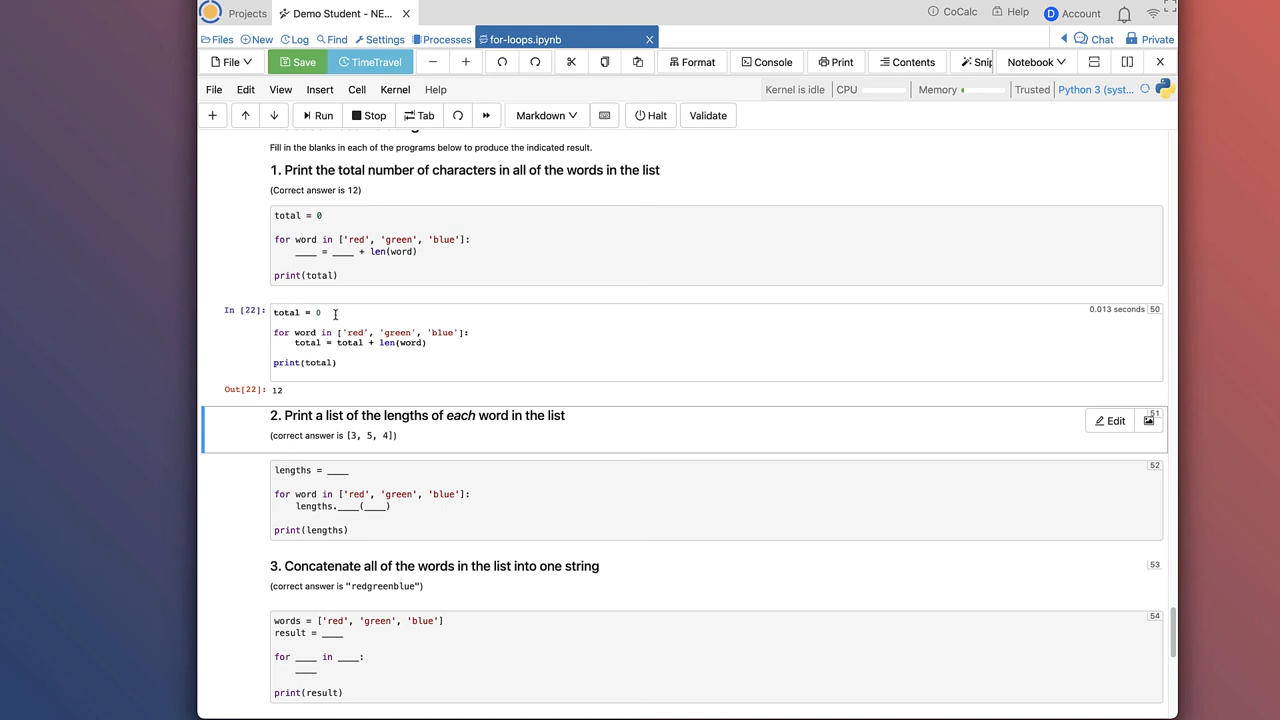 Projects
Demo Student - NE...
CoCalc
Help
Account
Files
New
Log
Find
Settings
Processes
for-loops.ipynb
Chat
Private
File
Save
TimeTravel
Format
Console
Print
Contents
Snip
Notebook
File Edit View Insert Cell Kernel Help
Kernel is idle
CPU
Memory
Trusted
Python 3 (syst...
Run
Stop
Tab
Markdown
Halt
Validate
Fill in the blanks in each of the programs below to produce the indicated result.
1. Print the total number of characters in all of the words in the list
(Correct answer is 12)
total = 0
for word in ['red', 'green', 'blue']:
    ____ = ____ + len(word)
print(total)
In [22]:
total = 0
0.013 seconds 50
for word in ['red', 'green', 'blue']:
    total = total + len(word)
print(total)
Out[22]: 12
2. Print a list of the lengths of each word in the list
51
Edit
(correct answer is [3, 5, 4])
52
lengths = ____
for word in ['red', 'green', 'blue']:
    lengths.____(____)
print(lengths)
3. Concatenate all of the words in the list into one string
53
(correct answer is "redgreenblue")
54
words = ['red', 'green', 'blue']
result = ____
for ____ in ____:
    ____
print(result)